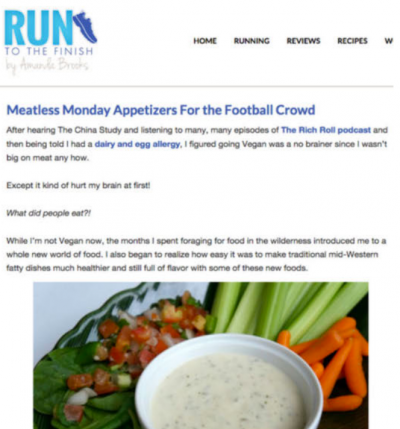 RUN
TO THE FINISH
by Amanda Brooks
HOME RUNNING REVIEWS RECIPES W
Meatless Monday Appetizers For the Football Crowd
After hearing The China Study and listening to many, many episodes of The Rich Roll podcast and
then being told I had a dairy and egg allergy, I figured going Vegan was a no brainer since I wasn't
big on meat any how.
Except it kind of hurt my brain at first!
What did people eat?!
While I'm not Vegan now, the months I spent foraging for food in the wilderness introduced me to a
whole new world of food. I also began to realize how easy it was to make traditional mid-Western
fatty dishes much healthier and still full of flavor with some of these new foods.